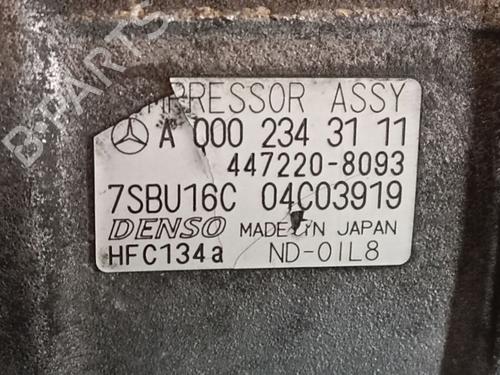 B-PARTS
MPRESSOR ASSY
A 000 234 31 11
447220-8093
7SBU16C 04C03919
DENSO MADE IN JAPAN
HFC134a ND-OIL8